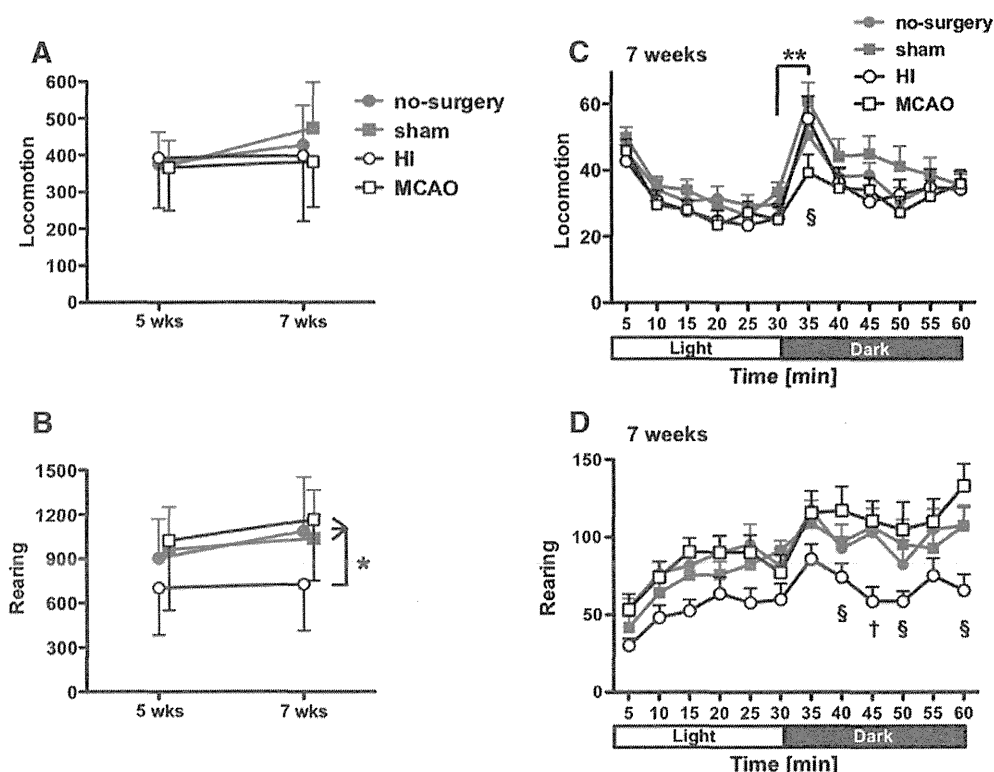 A
600
500
400
300
200
100
0
Locomotion
5 wks
7 wks
no-surgery
sham
HI
MCAO
C
7 weeks
no-surgery
sham
HI
MCAO
**
60
40
20
0
Locomotion
§
5 10 15 20 25 30 35 40 45 50 55 60
Light
Dark
Time [min]
B
1500
1200
900
600
300
0
Rearing
*
5 wks
7 wks
D
7 weeks
150
100
50
0
Rearing
§
†
§
§
5 10 15 20 25 30 35 40 45 50 55 60
Light
Dark
Time [min]